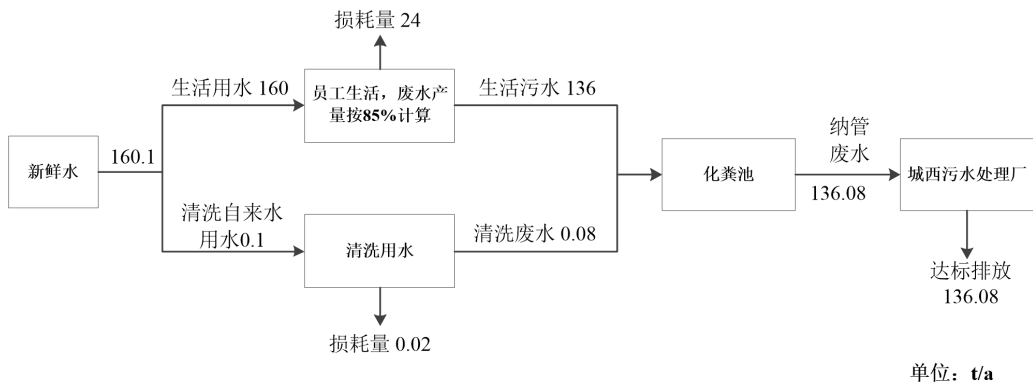 损耗量 24
生活用水 160
员工生活，废水产
量按85%计算
生活污水 136
新鲜水
160.1
化粪池
纳管
废水
136.08
城西污水处理厂
清洗自来水
用水0.1
清洗用水
清洗废水 0.08
达标排放
136.08
损耗量 0.02
单位：t/a